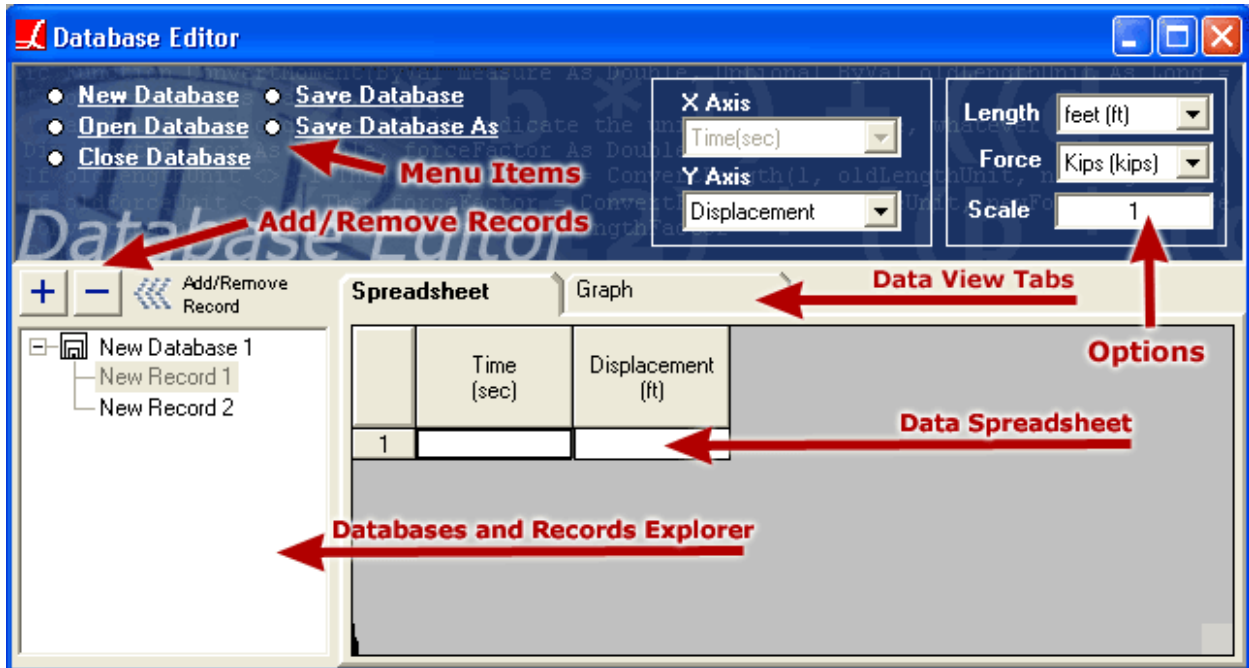 Database Editor
New Database Save Database
Open Database Save Database As
Close Database
Menu Items
Add/Remove Records
Database Editor
X Axis
Time(sec)
Y Axis
Displacement
Length feet (ft)
Force Kips (kips)
Scale 1
Options
+ - Add/Remove
Record
New Database 1
New Record 1
New Record 2
Spreadsheet Graph
Data View Tabs
Time
(sec)
Displacement
(ft)
1
Data Spreadsheet
Databases and Records Explorer